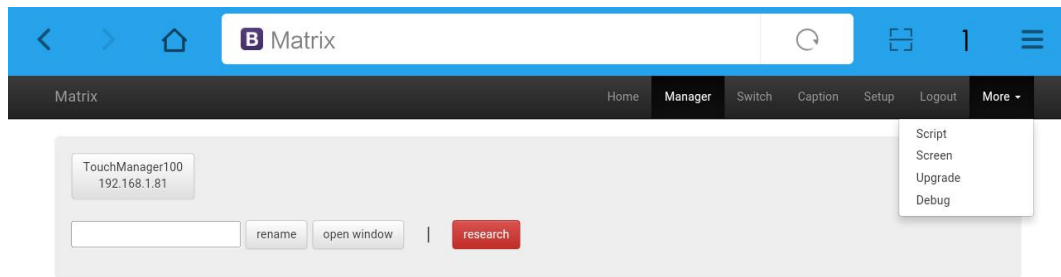 B Matrix 1
Matrix Home Manager Switch Caption Setup Logout More
Script
Screen
Upgrade
Debug
TouchManager100
192.168.1.81
rename open window | research